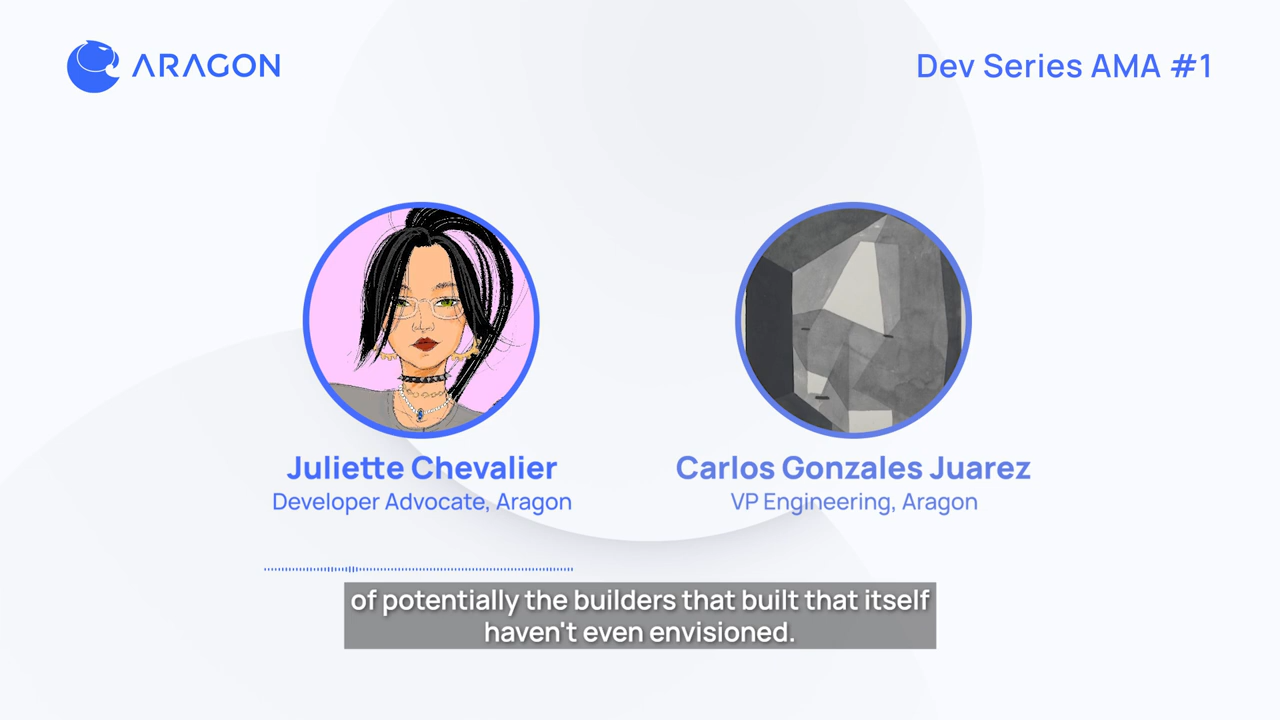 ARAGON
Dev Series AMA #1
Juliette Chevalier
Developer Advocate, Aragon
Carlos Gonzales Juarez
VP Engineering, Aragon
of potentially the builders that built that itself
haven't even envisioned.